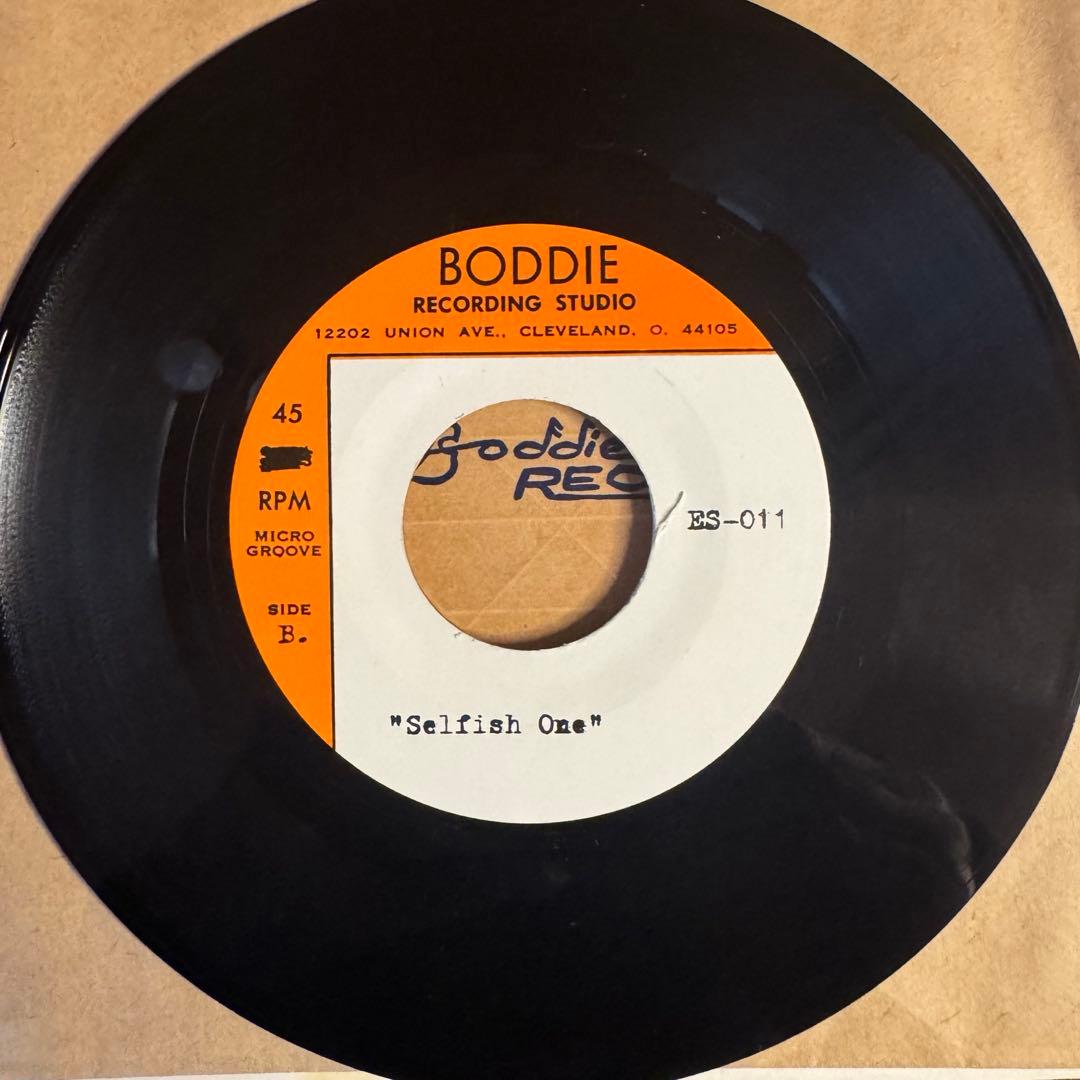 BODDIE
RECORDING STUDIO
12202 UNION AVE., CLEVELAND, O. 44105
45
RPM
MICRO
GROOVE
SIDE
B.
Boddie
REC
ES-011
"Selfish One"